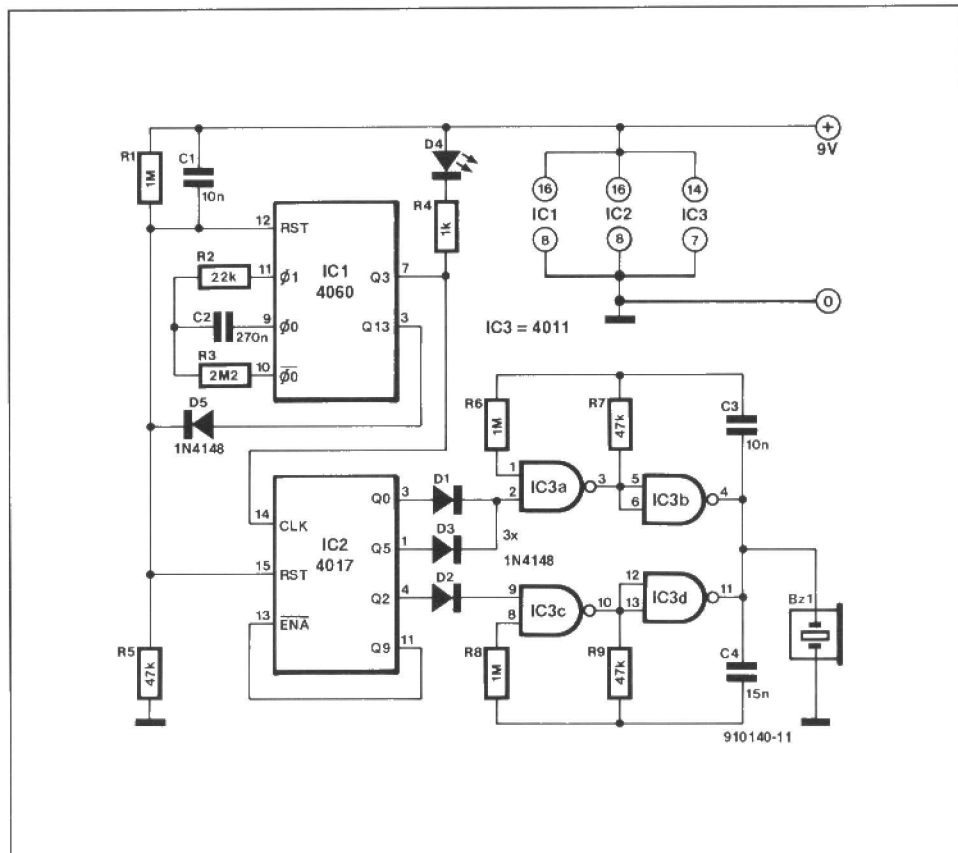 +
9V
D4
R1
1M
C1
10n
R4
1k
16
16
14
IC1
IC2
IC3
8
8
7
12
RST
R2
22k
11
ϕ1
IC1
4060
Q3
7
C2
270n
9
ϕ0
Q13
3
R3
2M2
10
ϕ0
0
IC3 = 4011
D5
1N4148
R6
1M
R7
47k
C3
10n
1
2
IC3a
3
5
6
IC3b
4
14
CLK
IC2
4017
Q0
3
D1
Q5
1
D3
3x
1N4148
15
RST
Q2
4
D2
13
ENA
Q9
11
9
8
IC3c
10
12
13
IC3d
11
Bz1
R5
47k
R8
1M
R9
47k
C4
15n
910140-11